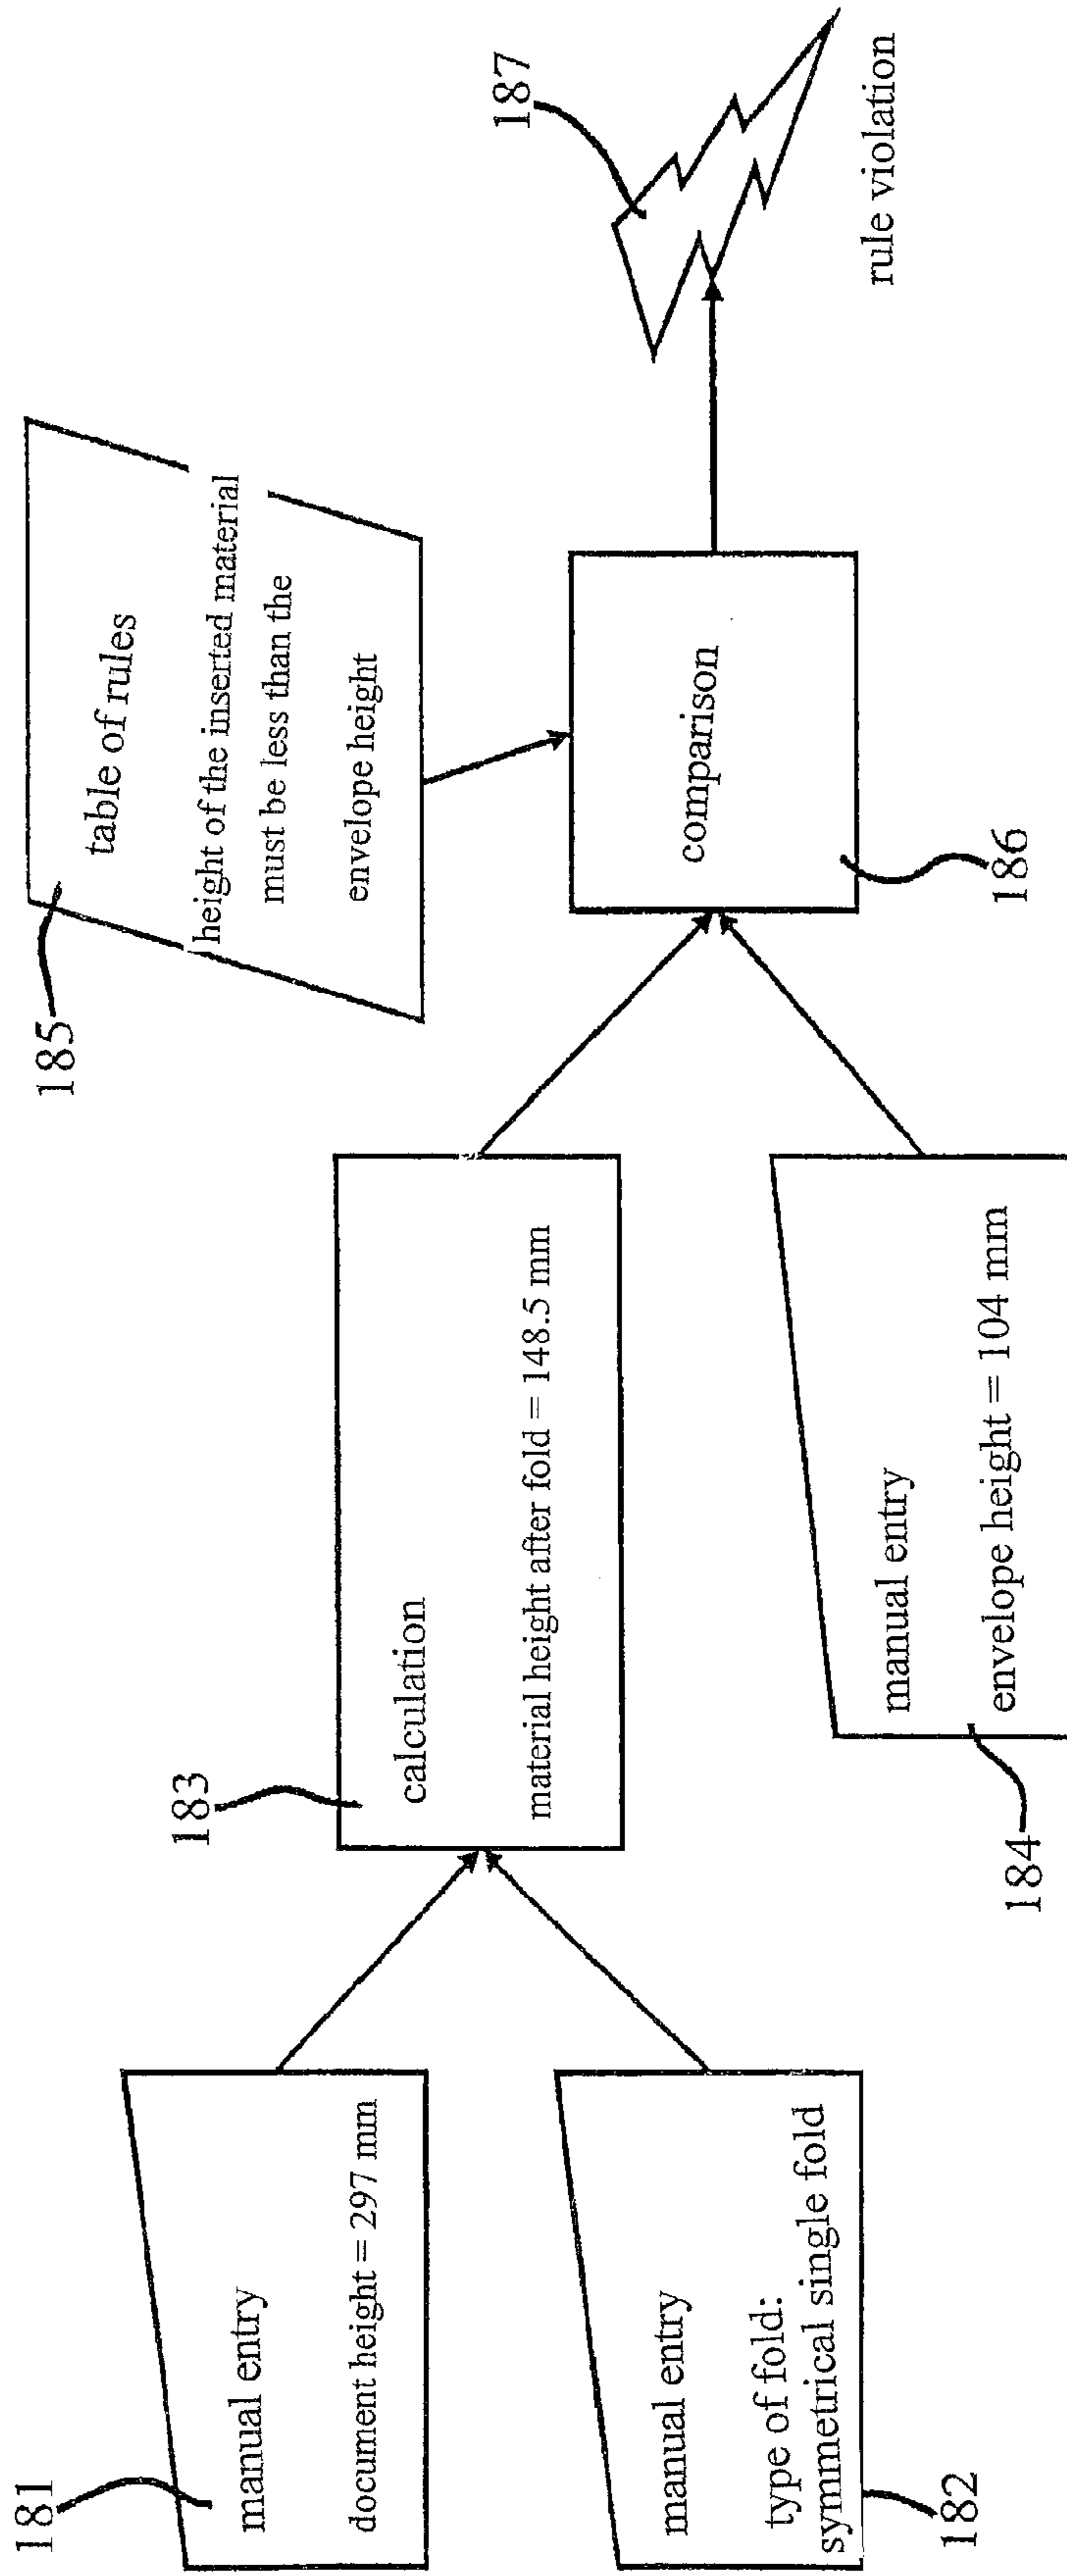 181
manual entry
document height = 297 mm
manual entry
type of fold:
symmetrical single fold
182
183
calculation
material height after fold = 148.5 mm
manual entry
envelope height = 104 mm
184
185
table of rules
height of the inserted material
must be less than the
envelope height
comparison
186
187
rule violation